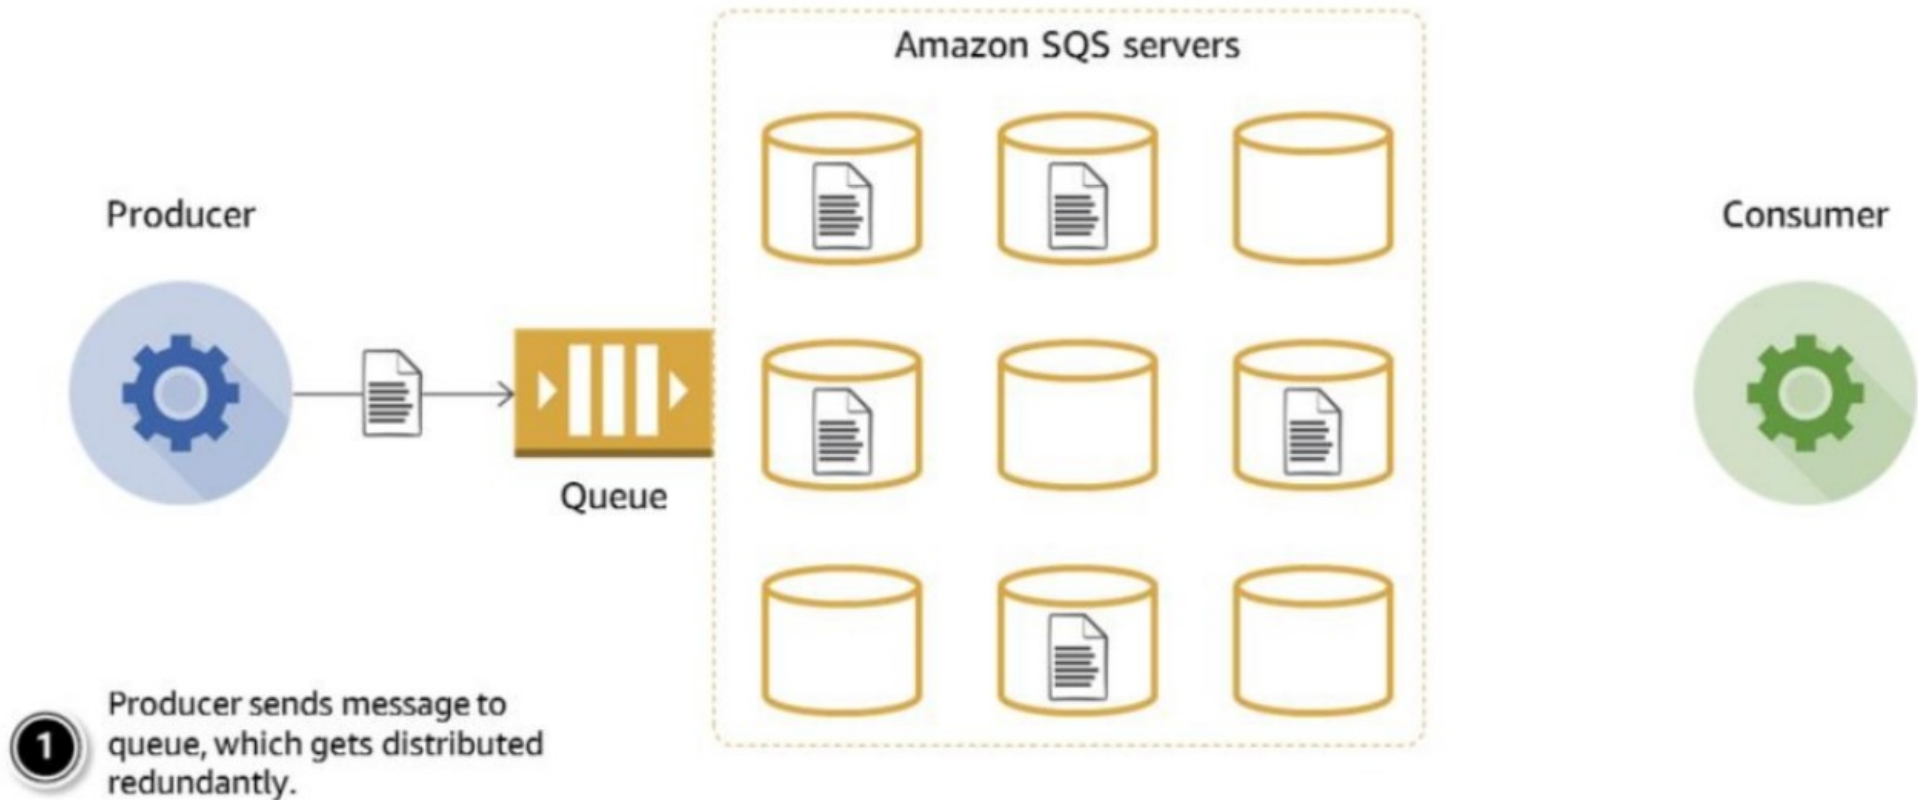 Amazon SQS servers
Producer
Consumer
Queue
1
Producer sends message to
queue, which gets distributed
redundantly.